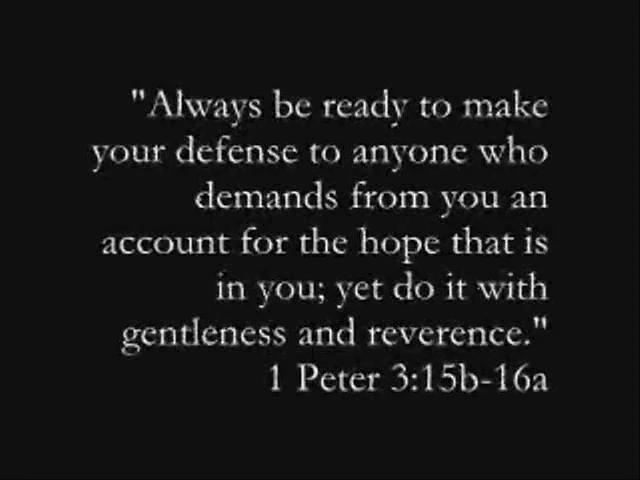 "Always be ready to make
your defense to anyone who
demands from you an
account for the hope that is
in you; yet do it with
gentleness and reverence."
1 Peter 3:15b-16a